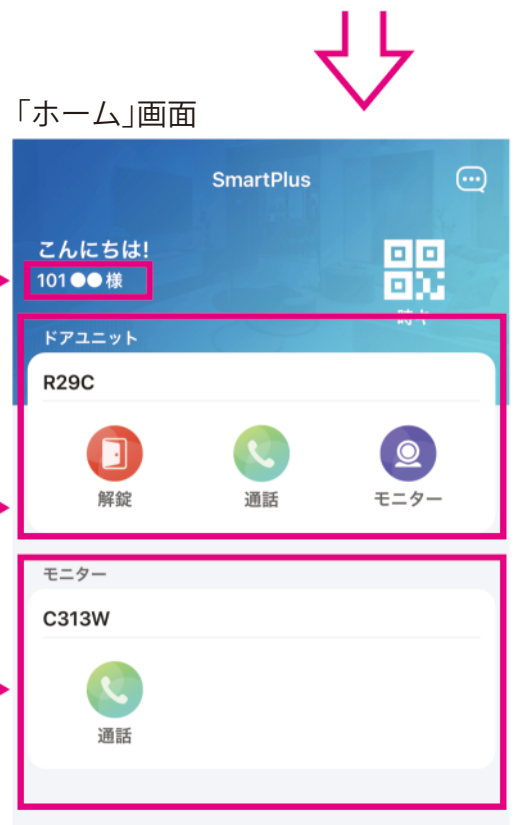 「ホーム」画面
SmartPlus
こんにちは!
101●●様
ドアユニット
R29C
解錠
通話
モニター
モニター
C313W
通話